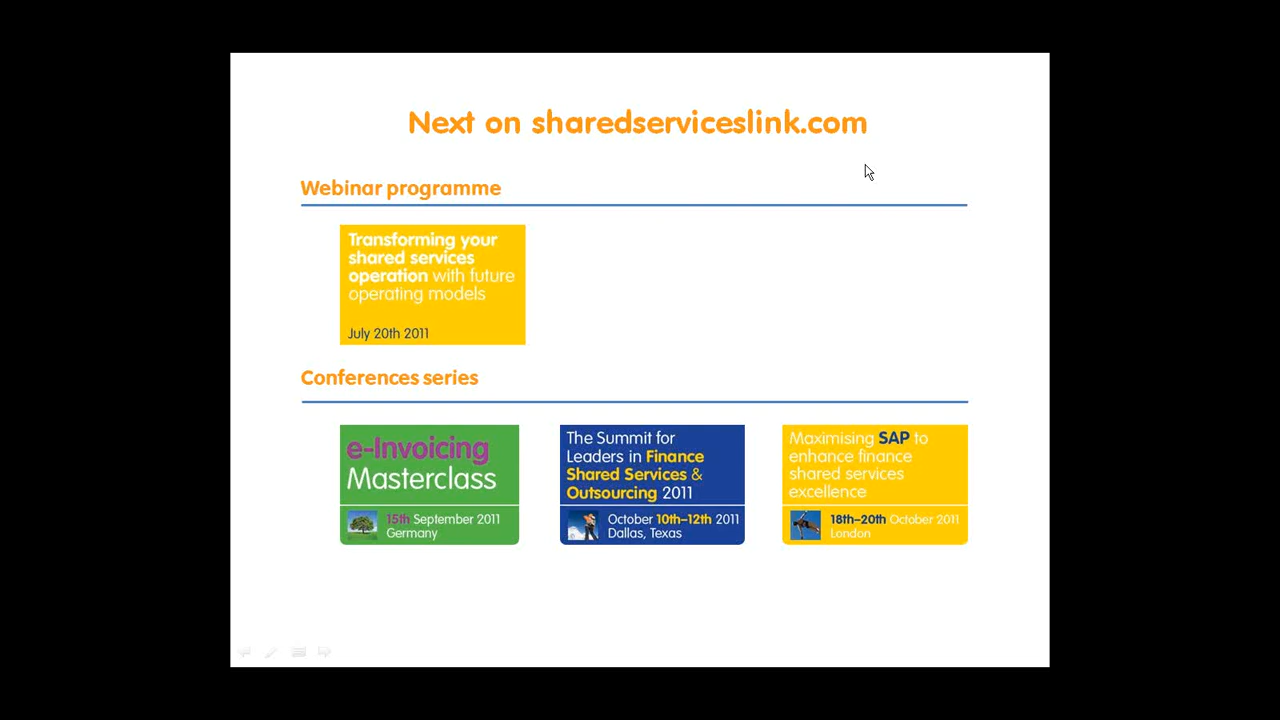 Next on sharedserviceslink.com
Webinar programme
Transforming your
shared services
operation with future
operating models
July 20th 2011
Conferences series
e-Invoicing
Masterclass
15th September 2011
Germany
The Summit for
Leaders in Finance
Shared Services &
Outsourcing 2011
October 10th–12th 2011
Dallas, Texas
Maximising SAP to
enhance finance
shared services
excellence
18th–20th October 2011
London